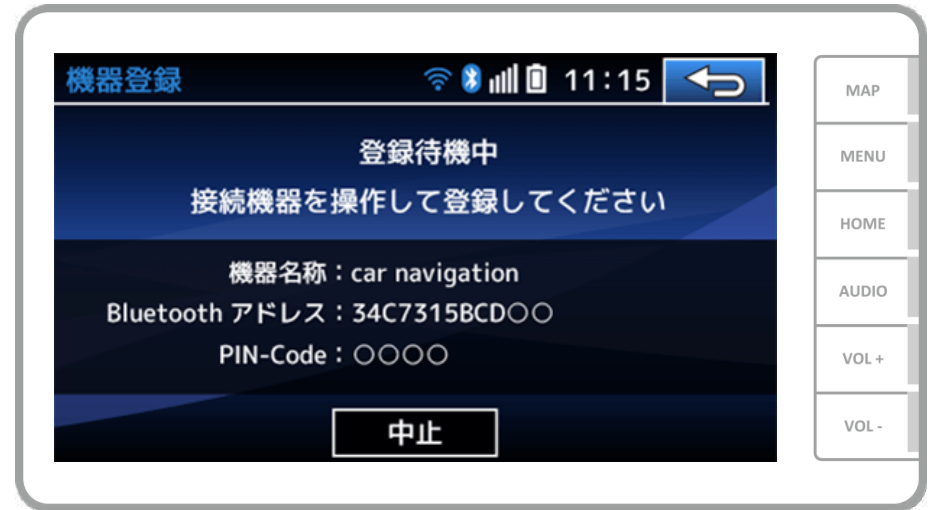 機器登録 11:15
登録待機中
接続機器を操作して登録してください
機器名称：car navigation
Bluetooth アドレス：34C7315BCD○○
PIN-Code：○○○○
中止
MAP
MENU
HOME
AUDIO
VOL +
VOL -